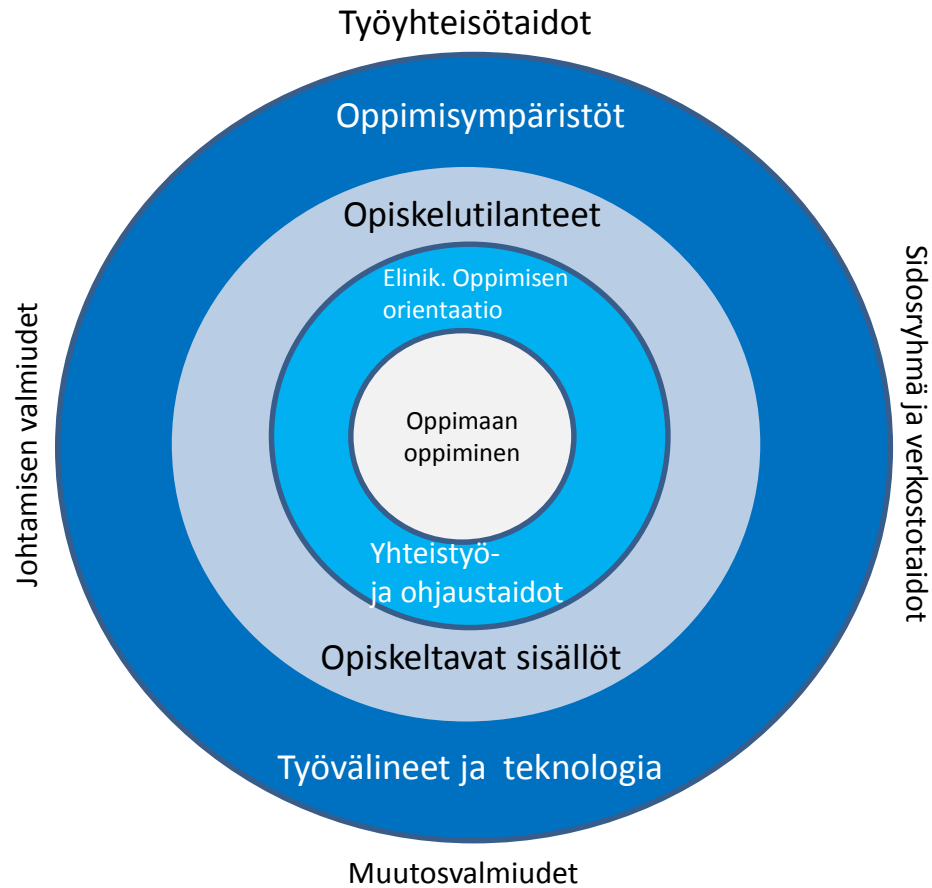 Työyhteisötaidot
Oppimisympäristöt
Opiskelutilanteet
Elinik. Oppimisen
orientaatio
Oppimaan
oppiminen
Yhteistyö-
ja ohjaustaidot
Opiskeltavat sisällöt
Työvälineet ja teknologia
Muutosvalmiudet
Johtamisen valmiudet
Sidosryhmä ja verkostotaidot